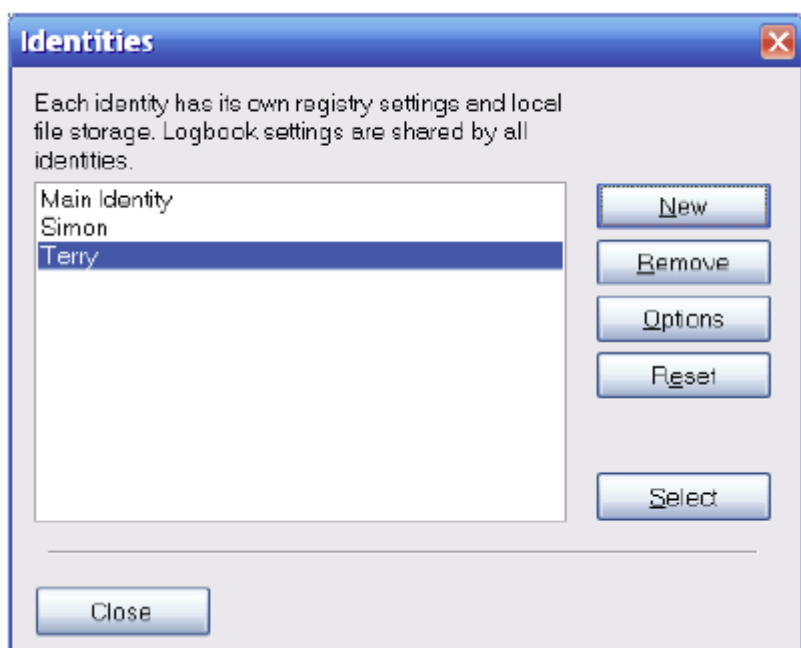 Identities
Each identity has its own registry settings and local
file storage. Logbook settings are shared by all
identities.
Main Identity
Simon
Terry
New
Remove
Options
Reset
Select
Close